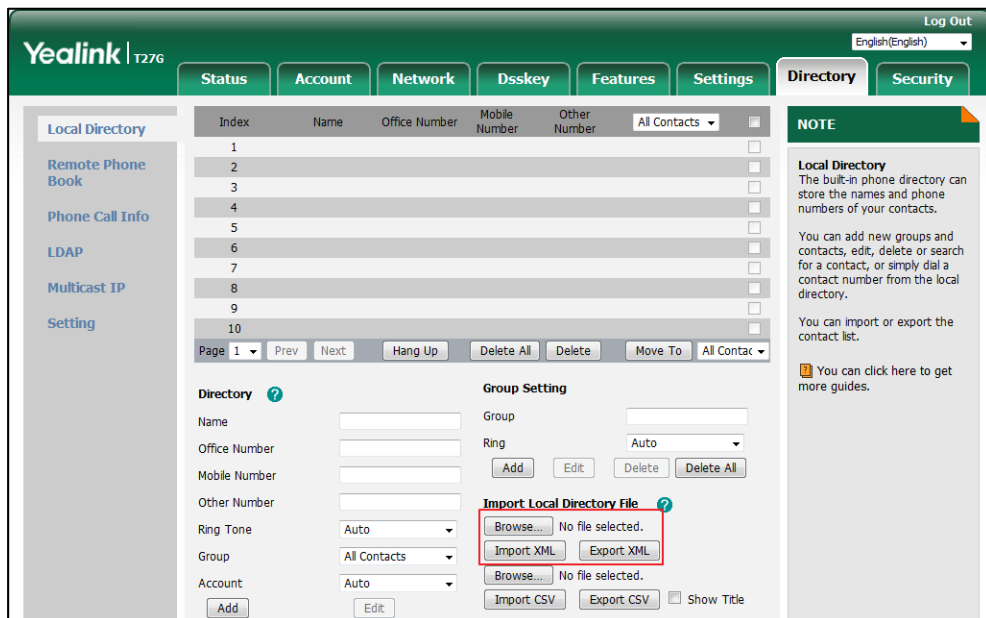 Log Out
English(English)
Yealink | T27G
Status Account Network Dsskey Features Settings Directory Security
Local Directory
Remote Phone
Book
Phone Call Info
LDAP
Multicast IP
Setting
Index Name Office Number Mobile Number Other Number All Contacts
1
2
3
4
5
6
7
8
9
10
Page 1 Prev Next Hang Up Delete All Delete Move To All Contac
Directory ?
Name
Office Number
Mobile Number
Other Number
Ring Tone Auto
Group All Contacts
Account Auto
Add Edit
Group Setting
Group
Ring Auto
Add Edit Delete Delete All
Import Local Directory File ?
Browse... No file selected.
Import XML Export XML
Browse... No file selected.
Import CSV Export CSV Show Title
NOTE
Local Directory
The built-in phone directory can
store the names and phone
numbers of your contacts.
You can add new groups and
contacts, edit, delete or search
for a contact, or simply dial a
contact number from the local
directory.
You can import or export the
contact list.
? You can click here to get
more guides.